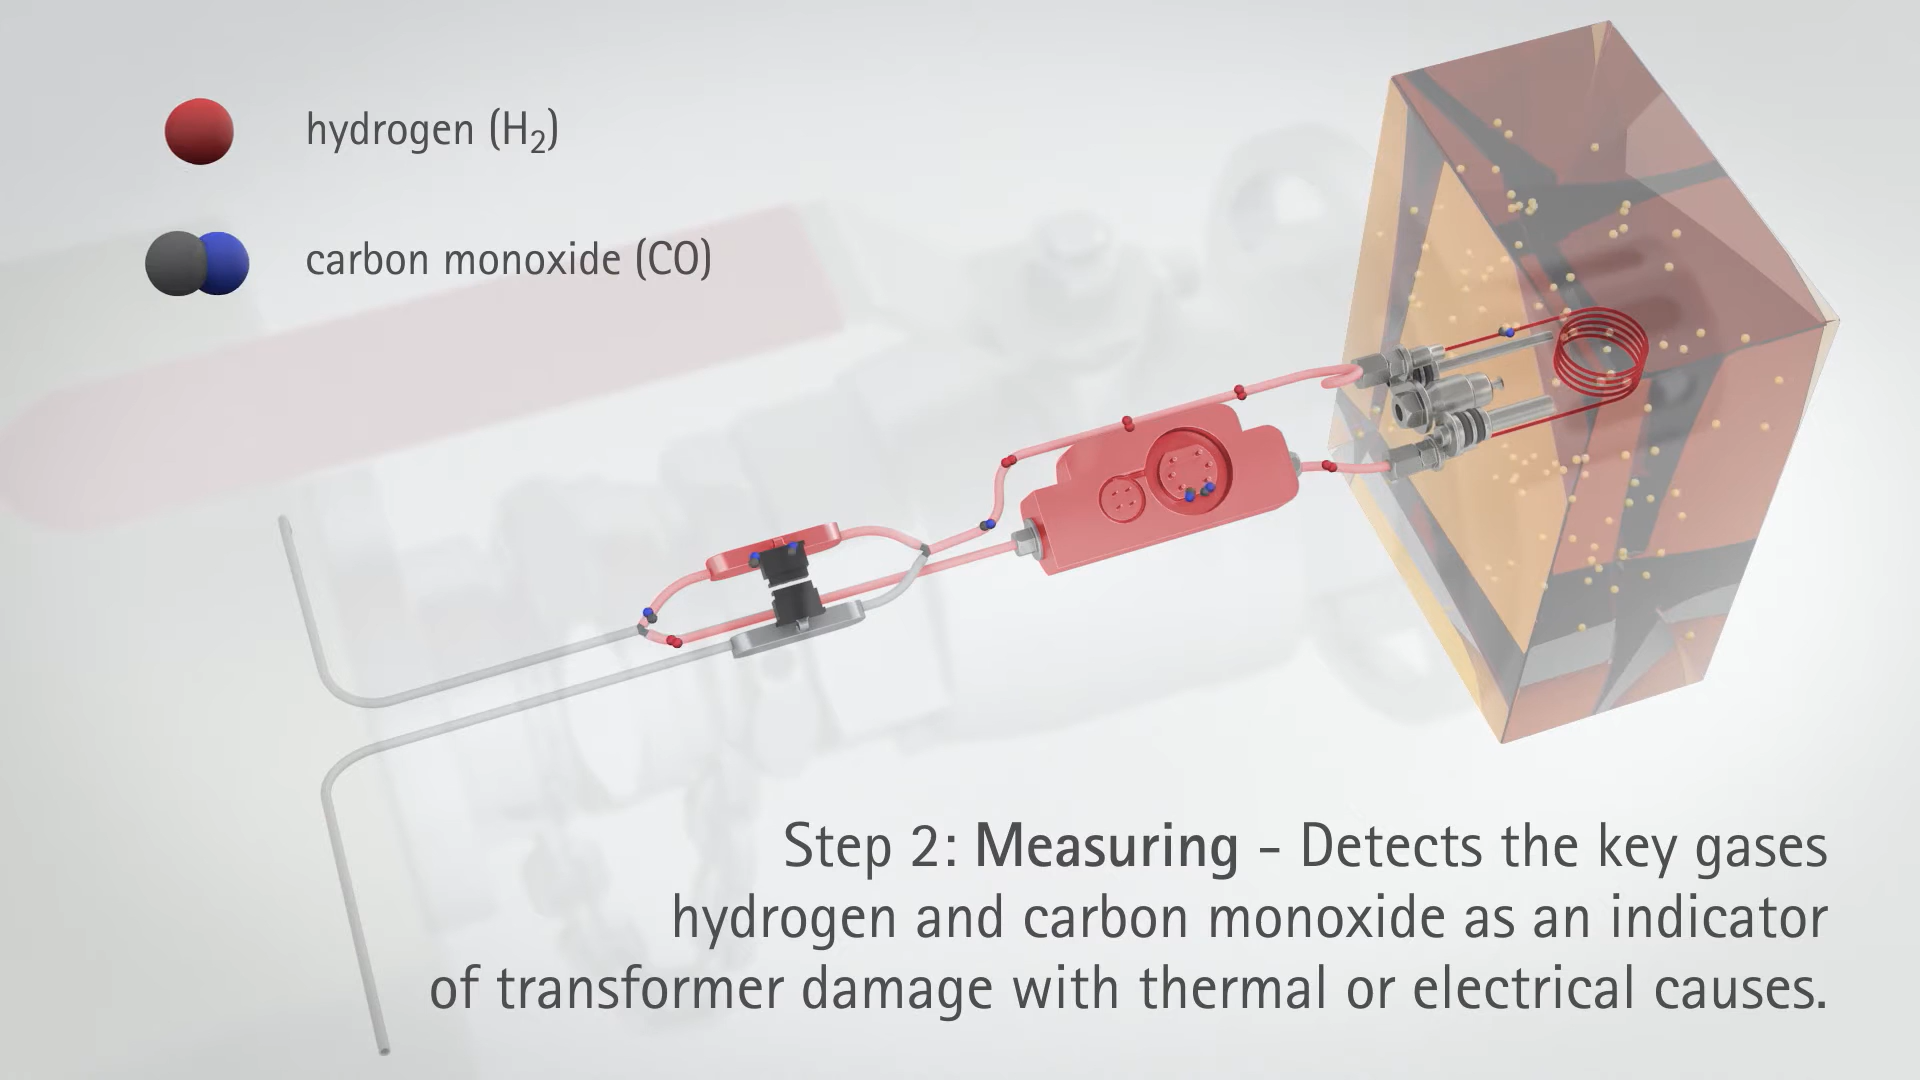 hydrogen (H₂)
carbon monoxide (CO)
Step 2: Measuring - Detects the key gases
hydrogen and carbon monoxide as an indicator
of transformer damage with thermal or electrical causes.